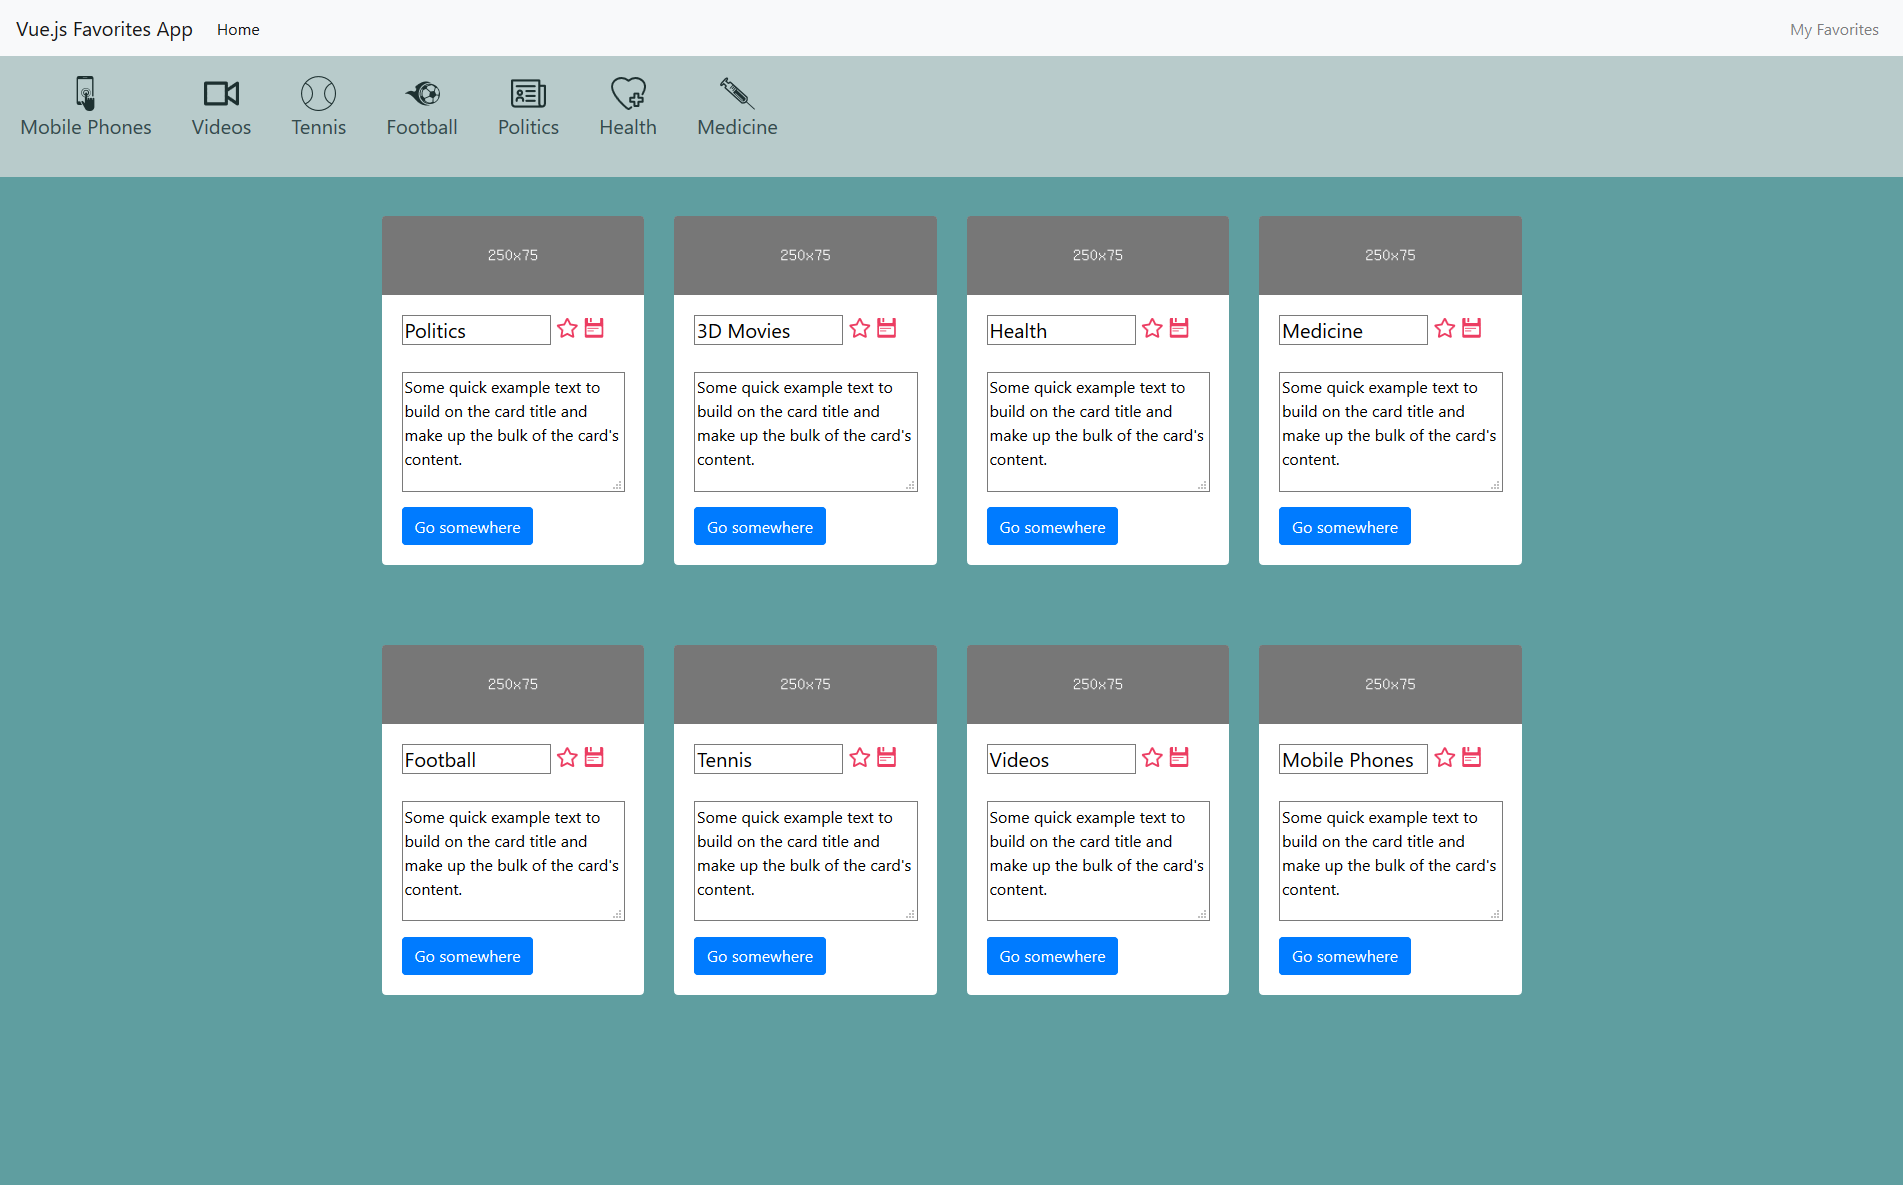 Vue.js Favorites App Home My Favorites
Mobile Phones Videos Tennis Football Politics Health Medicine
250x75
Politics
Some quick example text to
build on the card title and
make up the bulk of the card's
content.
Go somewhere
250x75
3D Movies
Some quick example text to
build on the card title and
make up the bulk of the card's
content.
Go somewhere
250x75
Health
Some quick example text to
build on the card title and
make up the bulk of the card's
content.
Go somewhere
250x75
Medicine
Some quick example text to
build on the card title and
make up the bulk of the card's
content.
Go somewhere
250x75
Football
Some quick example text to
build on the card title and
make up the bulk of the card's
content.
Go somewhere
250x75
Tennis
Some quick example text to
build on the card title and
make up the bulk of the card's
content.
Go somewhere
250x75
Videos
Some quick example text to
build on the card title and
make up the bulk of the card's
content.
Go somewhere
250x75
Mobile Phones
Some quick example text to
build on the card title and
make up the bulk of the card's
content.
Go somewhere